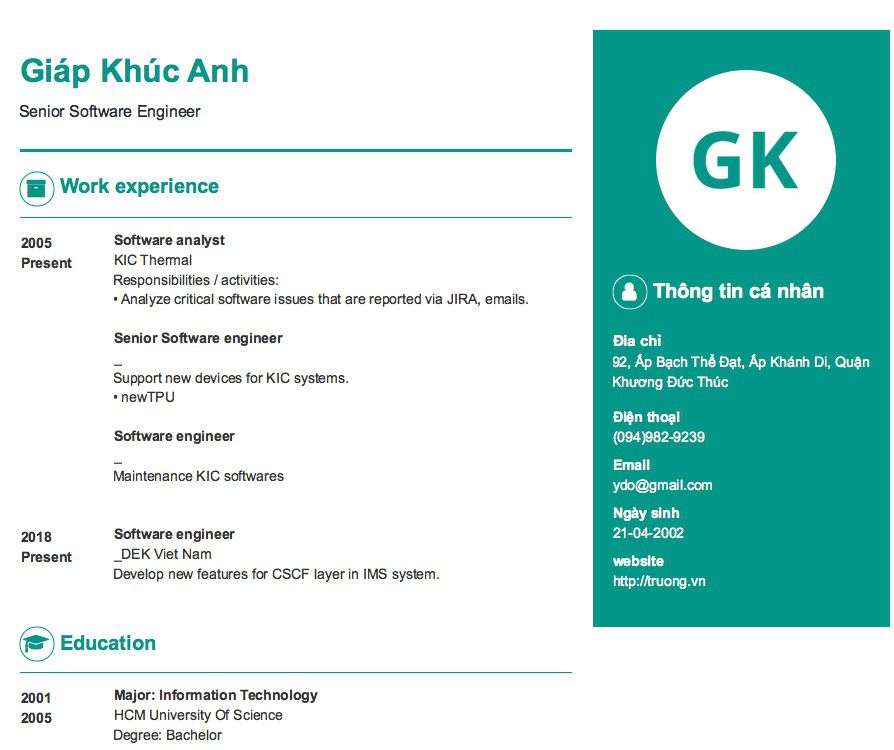 Giáp Khúc Anh
Senior Software Engineer
Work experience
2005
Present
Software analyst
KIC Thermal
Responsibilities / activities:
• Analyze critical software issues that are reported via JIRA, emails.
Senior Software engineer
_
Support new devices for KIC systems.
• newTPU
Software engineer
_
Maintenance KIC softwares
2018
Present
Software engineer
_DEK Viet Nam
Develop new features for CSCF layer in IMS system.
Education
2001
2005
Major: Information Technology
HCM University Of Science
Degree: Bachelor
GK
Thông tin cá nhân
Đia chỉ
92, Ấp Bạch Thể Đạt, Ấp Khánh Di, Quận
Khương Đức Thúc
Điện thoại
(094)982-9239
Email
ydo@gmail.com
Ngày sinh
21-04-2002
website
http://truong.vn